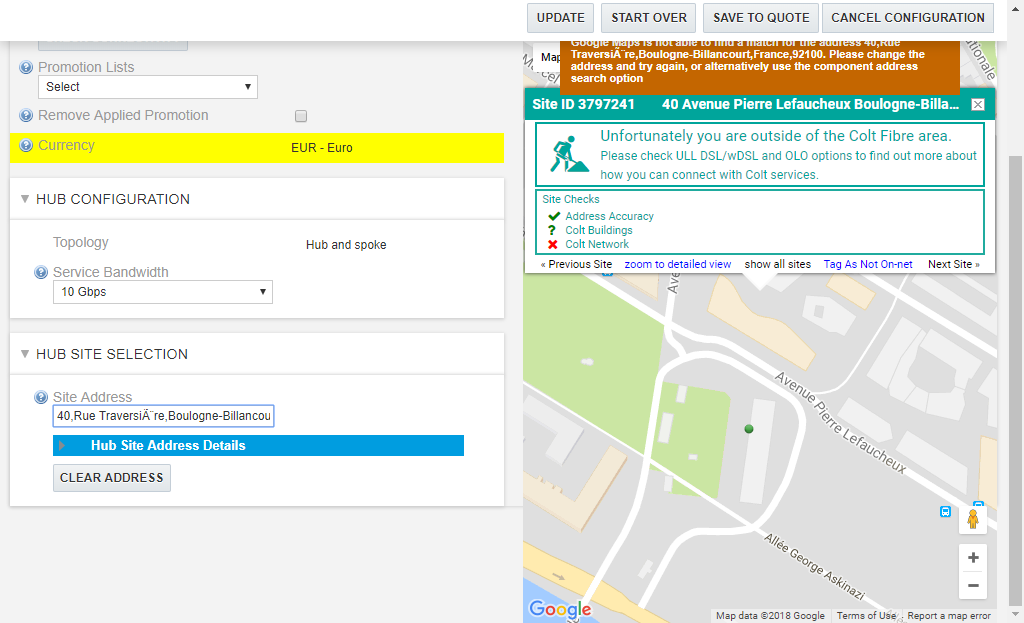 UPDATE
START OVER
SAVE TO QUOTE
CANCEL CONFIGURATION
Promotion Lists
Select
Remove Applied Promotion
Currency
EUR - Euro
HUB CONFIGURATION
Topology
Hub and spoke
Service Bandwidth
10 Gbps
HUB SITE SELECTION
Site Address
40,Rue TraversiÃ¨re,Boulogne-Billancou
Hub Site Address Details
CLEAR ADDRESS
Map
Google Maps is not able to find a match for the address 40,Rue
TraversiÃ¨re,Boulogne-Billancourt,France,92100. Please change the
address and try again, or alternatively use the component address
search option
Site ID 3797241
40 Avenue Pierre Lefaucheux Boulogne-Billa...
Unfortunately you are outside of the Colt Fibre area.
Please check ULL DSL/wDSL and OLO options to find out more about
how you can connect with Colt services.
Site Checks
Address Accuracy
Colt Buildings
Colt Network
« Previous Site
zoom to detailed view
show all sites
Tag As Not On-net
Next Site »
Avenue Pierre Lefaucheux
Allée George Askinazi
Google
Map data ©2018 Google
Terms of Use
Report a map error